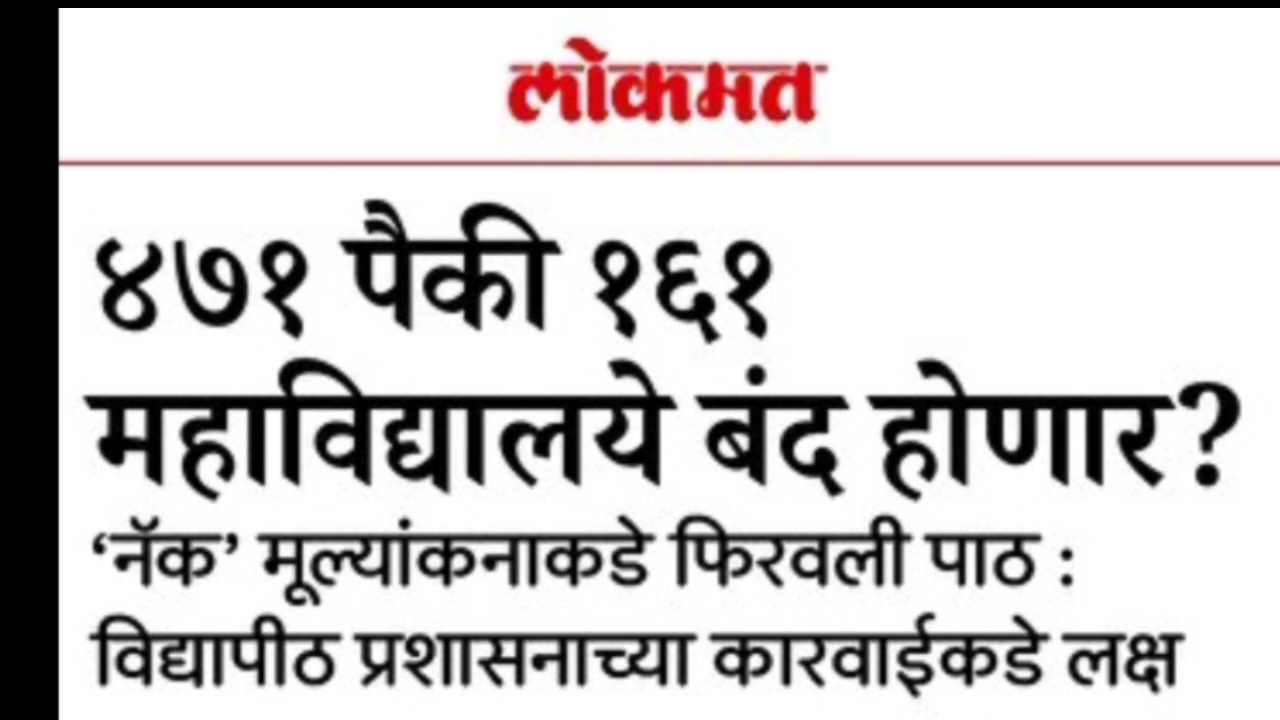 लोकमत
४७१ पैकी १६१
महाविद्यालये बंद होणार?
‘नॅक’ मूल्यांकनाकडे फिरवली पाठ :
विद्यापीठ प्रशासनाच्या कारवाईकडे लक्ष